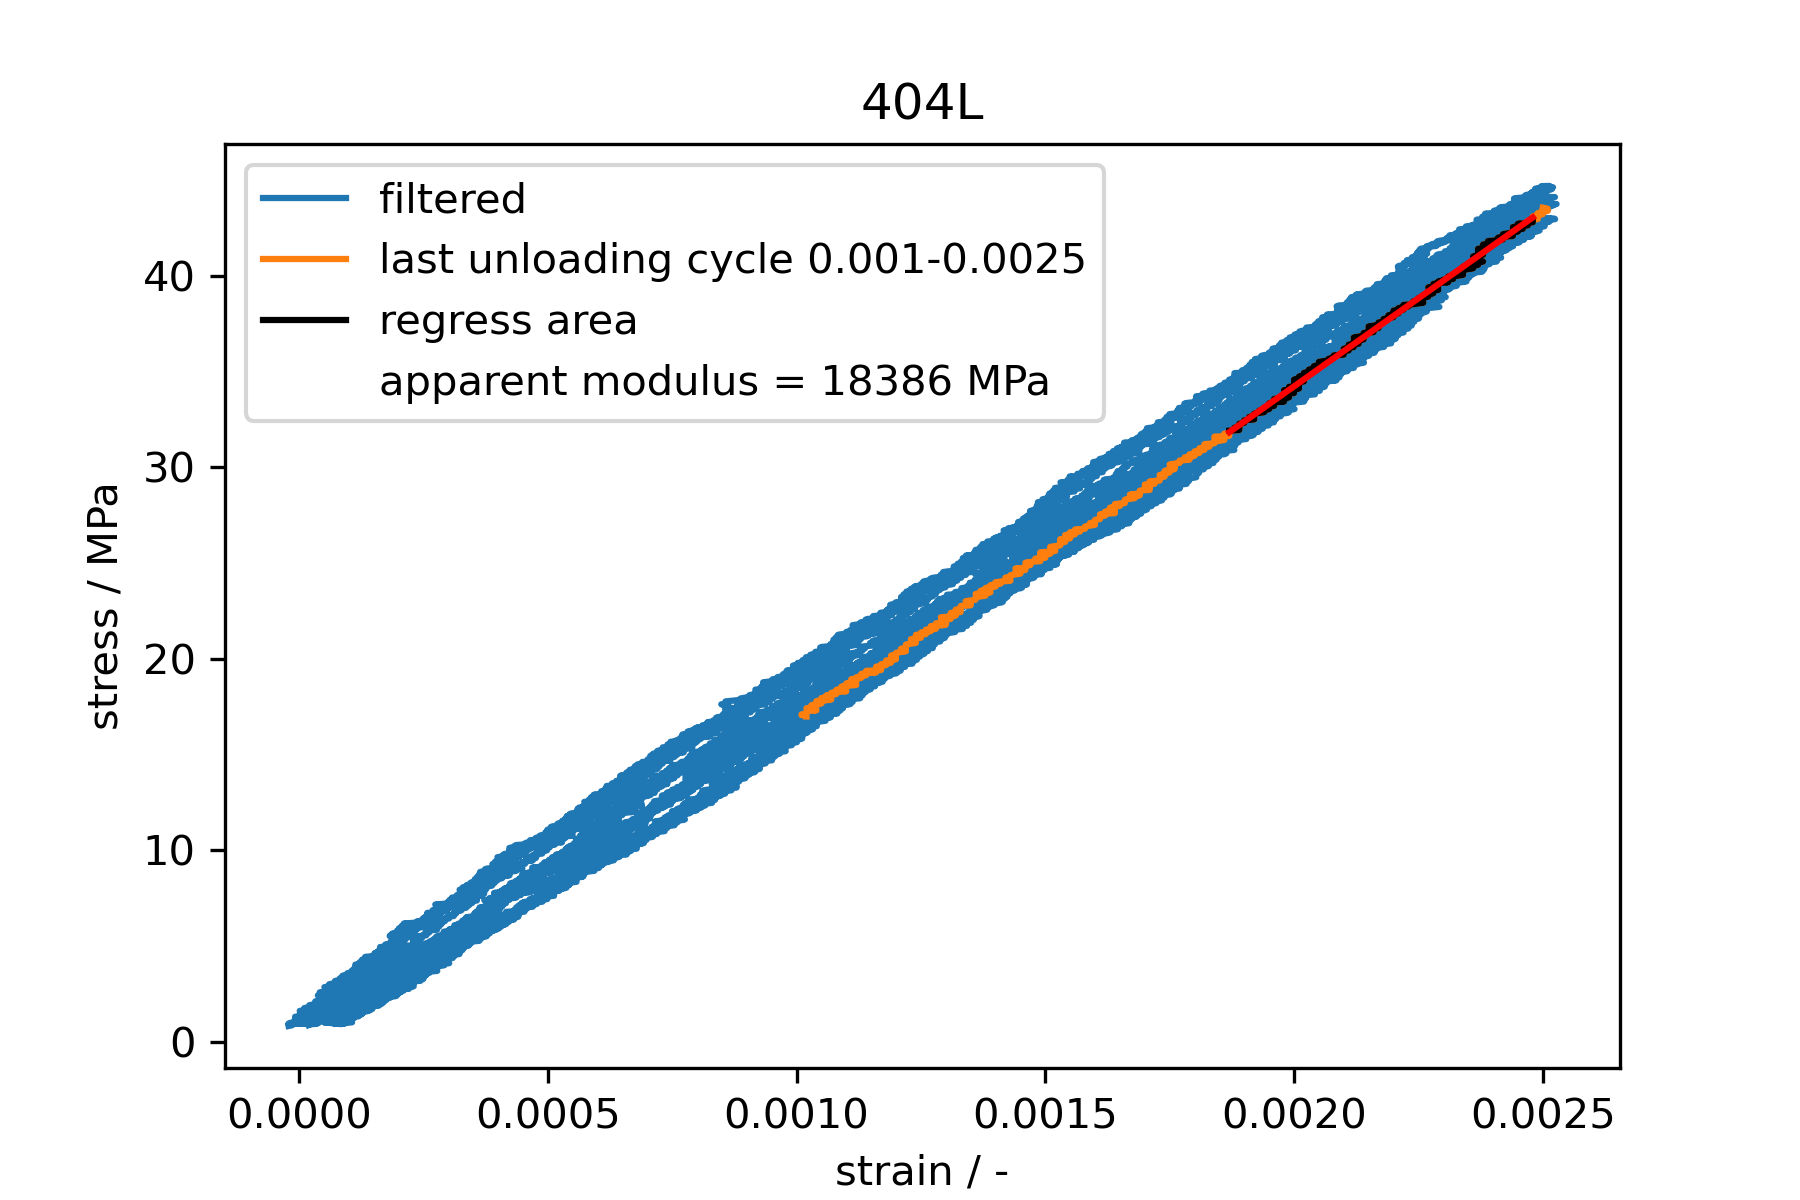 404L
filtered
last unloading cycle 0.001-0.0025
regress area
apparent modulus = 18386 MPa
stress / MPa
40
30
20
10
0
0.0000 0.0005 0.0010 0.0015 0.0020 0.0025
strain / -